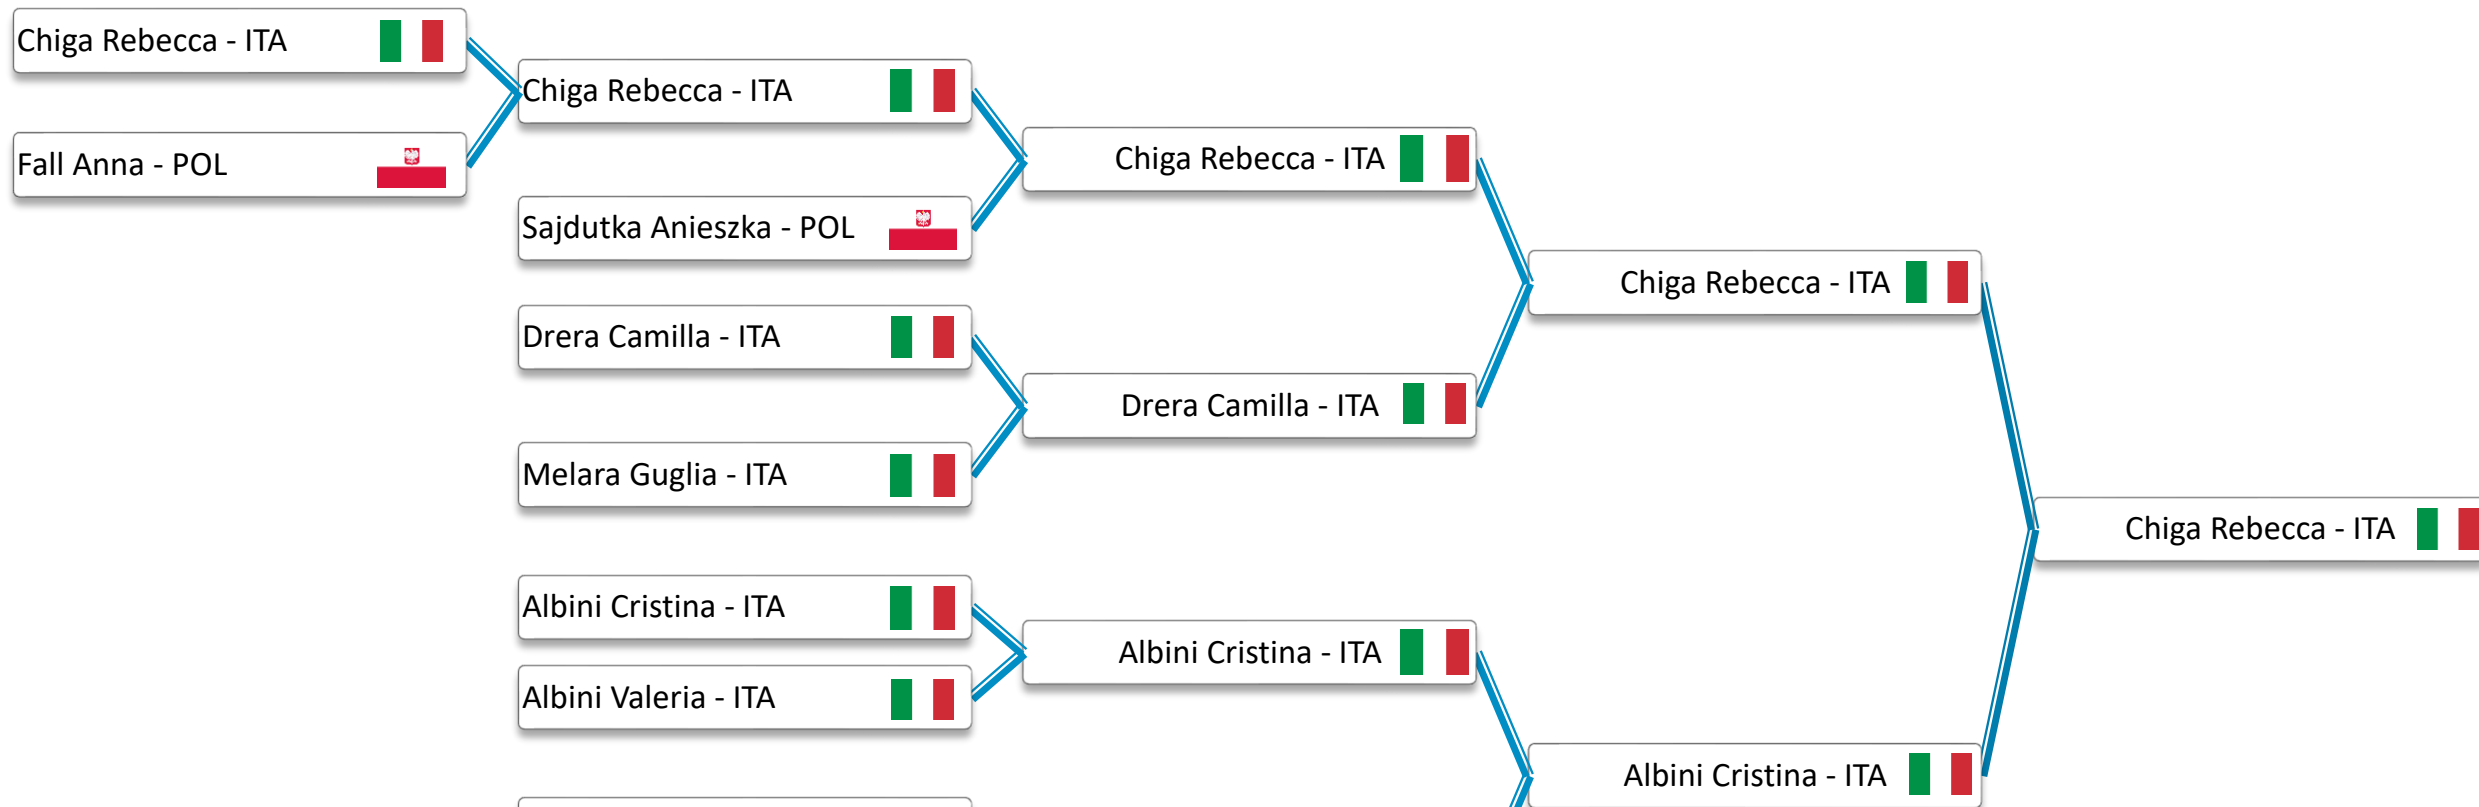 Chiga Rebecca - ITA
Fall Anna - POL
Chiga Rebecca - ITA
Sajdutka Anieszka - POL
Drera Camilla - ITA
Melara Guglia - ITA
Albini Cristina - ITA
Albini Valeria - ITA
Chiga Rebecca - ITA
Drera Camilla - ITA
Albini Cristina - ITA
Chiga Rebecca - ITA
Albini Cristina - ITA
Chiga Rebecca - ITA